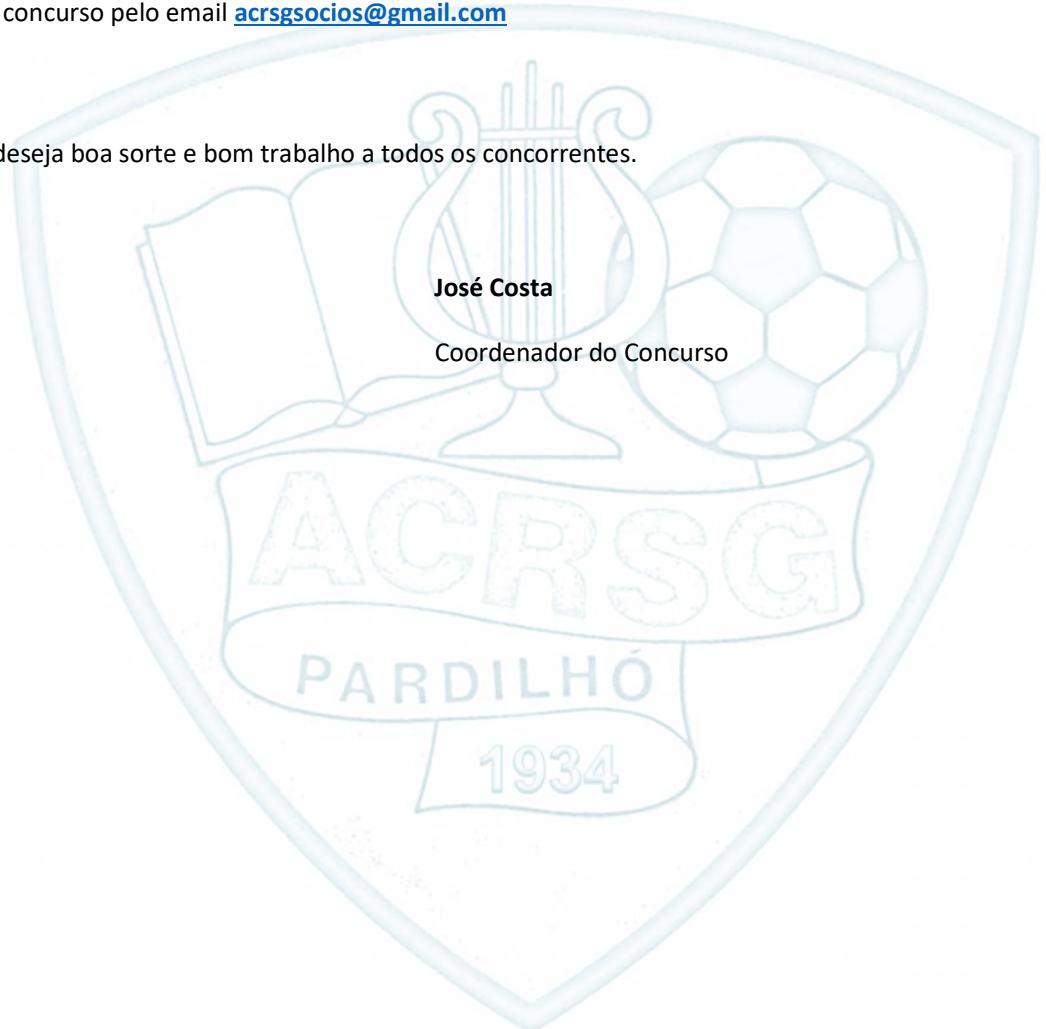 concurso pelo email acrsgsocios@gmail.com
deseja boa sorte e bom trabalho a todos os concorrentes.
José Costa
Coordenador do Concurso
ACRSG
PARDILHÓ
1934